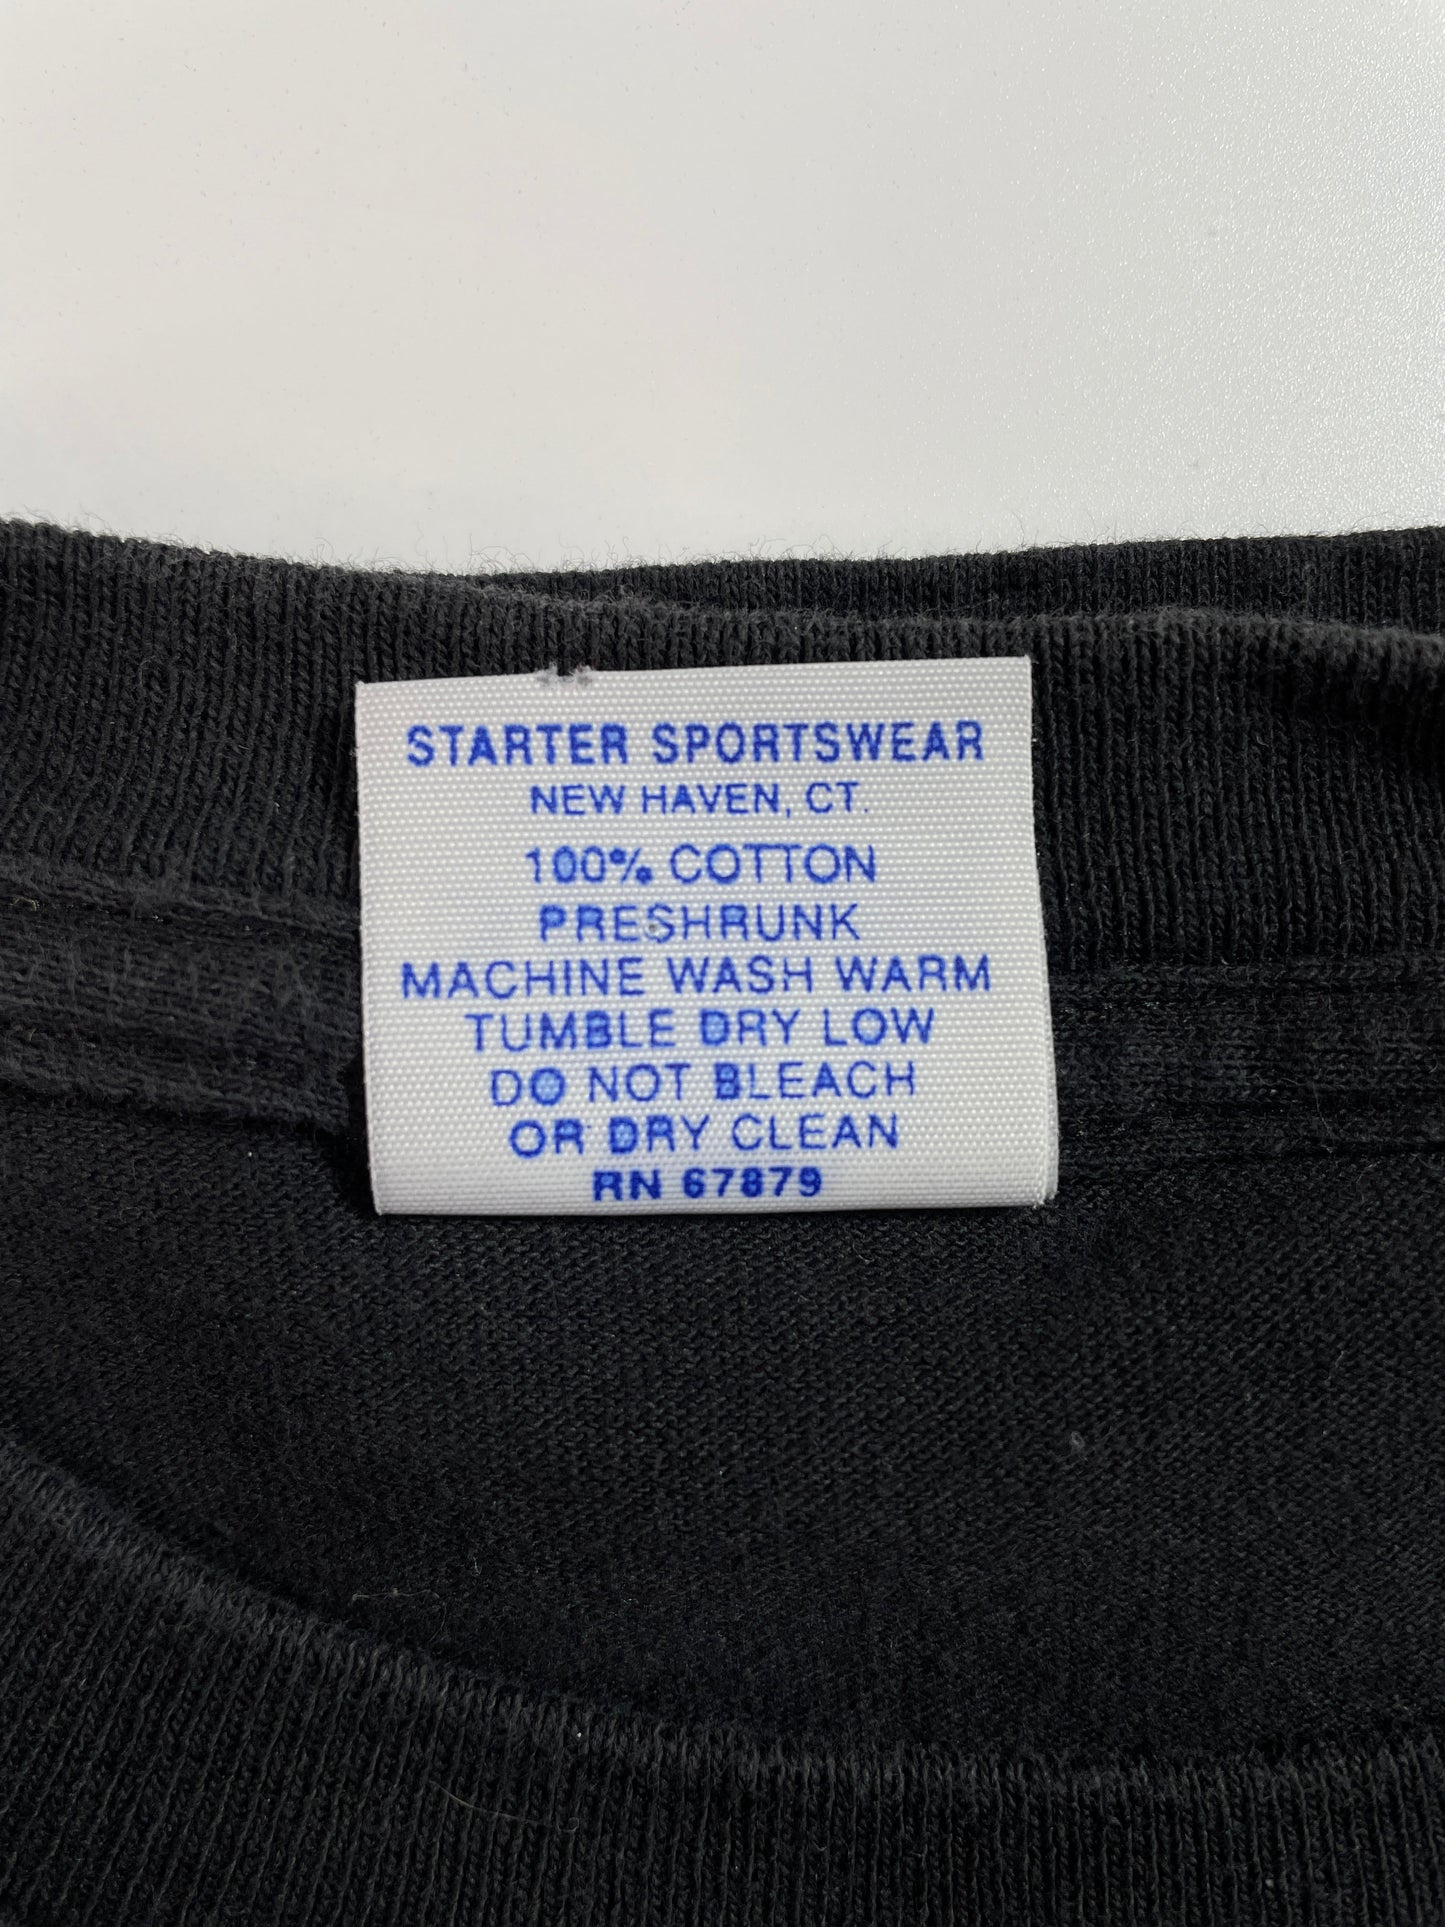 STARTER SPORTSWEAR
NEW HAVEN, CT.
100% COTTON
PRESHRUNK
MACHINE WASH WARM
TUMBLE DRY LOW
DO NOT BLEACH
OR DRY CLEAN
RN 67879